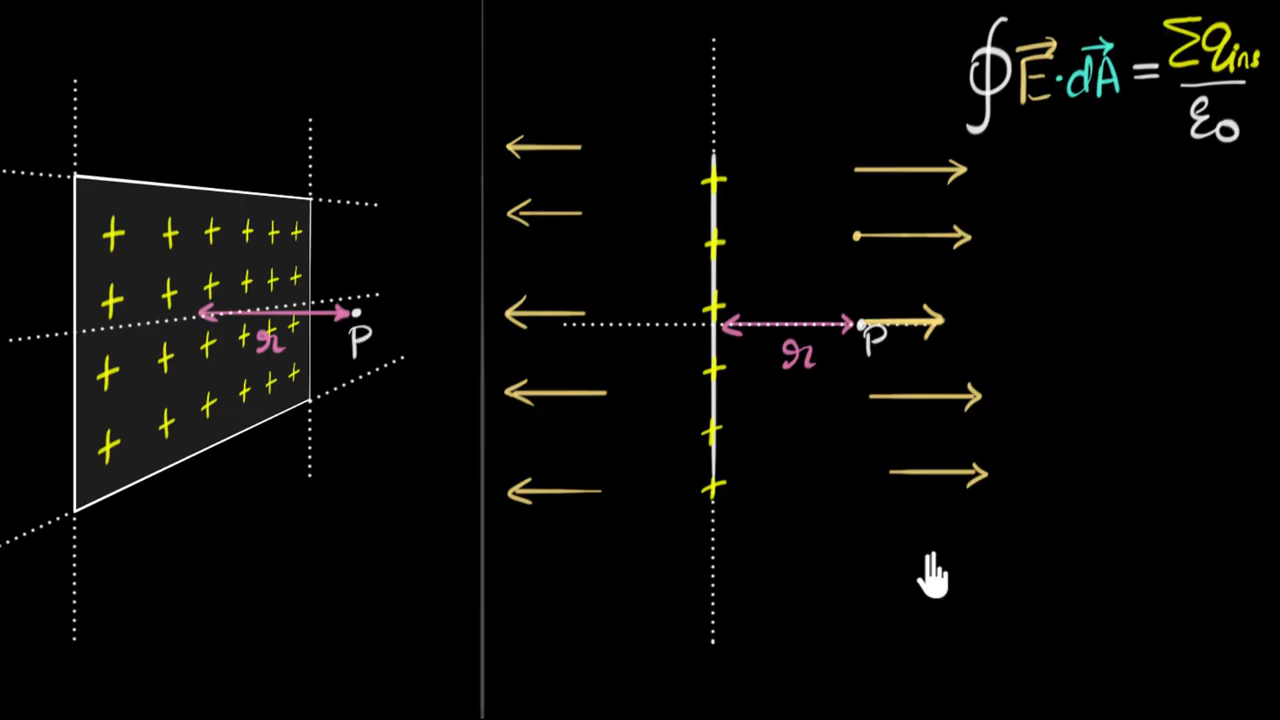 ∮ E⃗ · dA⃗ = Σq_ins / ε₀
+ + + + + +
+ + + + + +
+ + + + + +
+ + + + + +
r
P
+
+
+
+
+
+
r
P